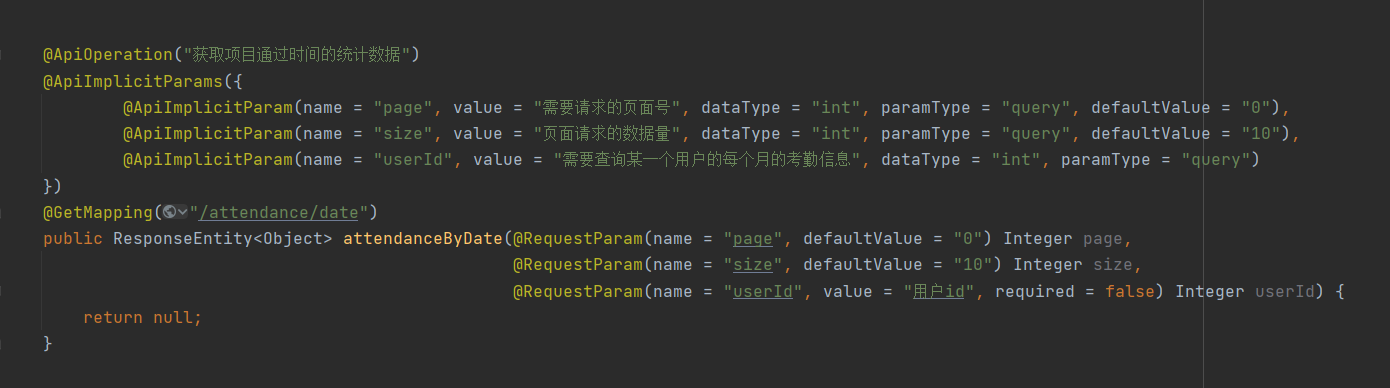 @ApiOperation("获取项目通过时间的统计数据")
@ApiImplicitParams({
@ApiImplicitParam(name = "page", value = "需要请求的页面号", dataType = "int", paramType = "query", defaultValue = "0"),
@ApiImplicitParam(name = "size", value = "页面请求的数据量", dataType = "int", paramType = "query", defaultValue = "10"),
@ApiImplicitParam(name = "userId", value = "需要查询某一个用户的每个月的考勤信息", dataType = "int", paramType = "query")
})
@GetMapping("/attendance/date")
public ResponseEntity<Object> attendanceByDate(@RequestParam(name = "page", defaultValue = "0") Integer page,
@RequestParam(name = "size", defaultValue = "10") Integer size,
@RequestParam(name = "userId", value = "用户id", required = false) Integer userId) {
return null;
}